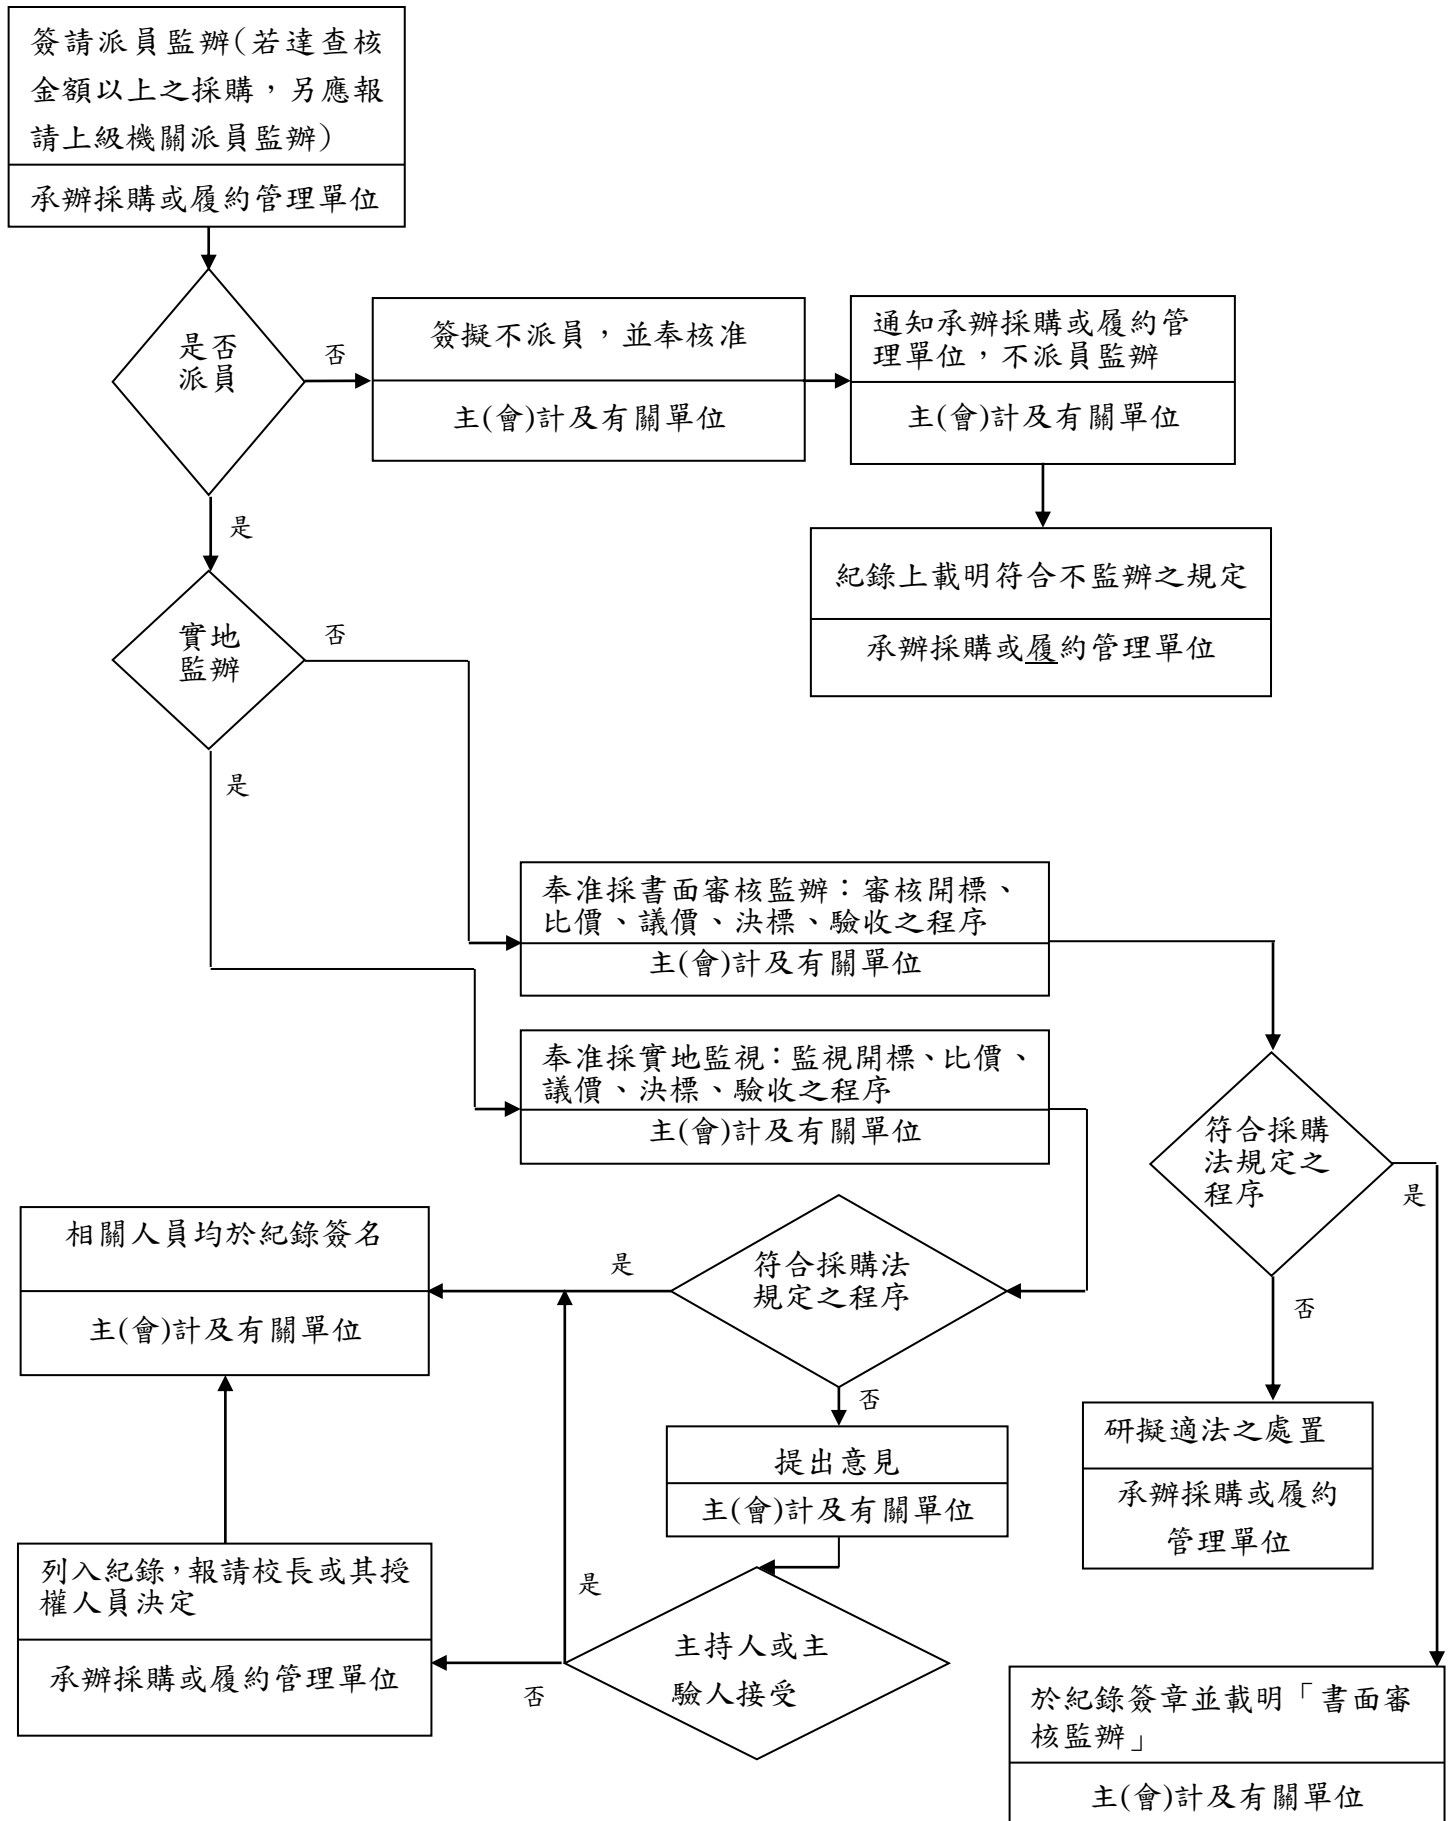 簽請派員監辦(若達查核
金額以上之採購，另應報
請上級機關派員監辦)
承辦採購或履約管理單位
是否
派員
否
簽擬不派員，並奉核准
主(會)計及有關單位
通知承辦採購或履約管
理單位，不派員監辦
主(會)計及有關單位
是
紀錄上載明符合不監辦之規定
承辦採購或履約管理單位
實地
監辦
否
是
奉准採書面審核監辦：審核開標、
比價、議價、決標、驗收之程序
主(會)計及有關單位
奉准採實地監視：監視開標、比價、
議價、決標、驗收之程序
主(會)計及有關單位
符合採購
法規定之
程序
是
否
相關人員均於紀錄簽名
主(會)計及有關單位
是
符合採購法
規定之程序
否
提出意見
主(會)計及有關單位
研擬適法之處置
承辦採購或履約
管理單位
列入紀錄，報請校長或其授
權人員決定
承辦採購或履約管理單位
是
否
主持人或主
驗人接受
於紀錄簽章並載明「書面審
核監辦」
主(會)計及有關單位